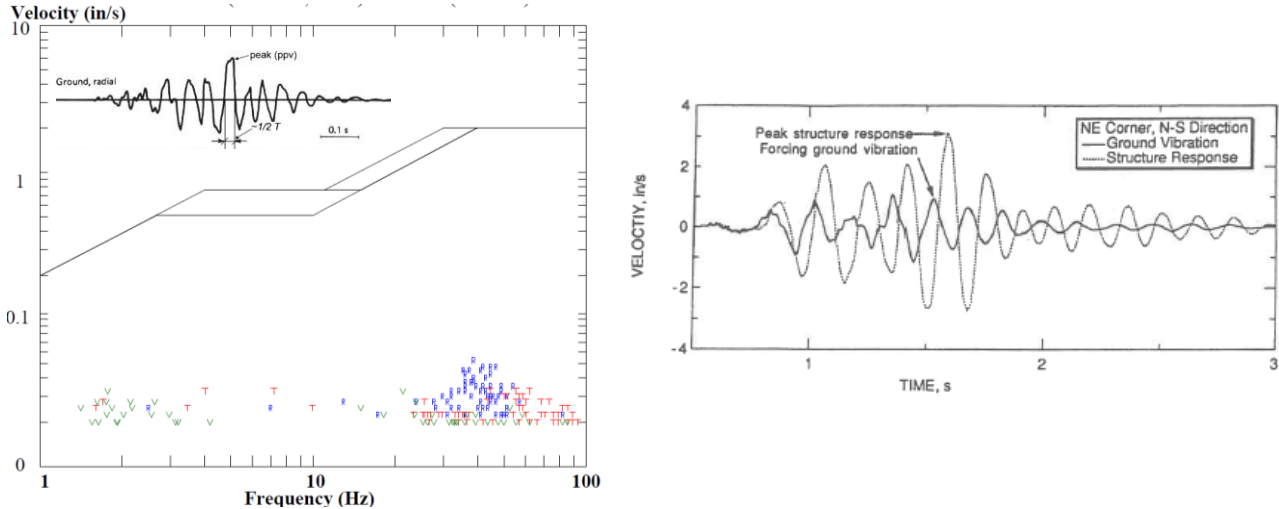 Velocity (in/s)
10
peak (ppv)
Ground, radial
~1/2 T
0.1 s
1
0.1
0
1
10
100
Frequency (Hz)
4
2
0
-2
-4
VELOCTIY, in/s
Peak structure response
Forcing ground vibration
NE Corner, N-S Direction
Ground Vibration
Structure Response
1
2
3
TIME, s